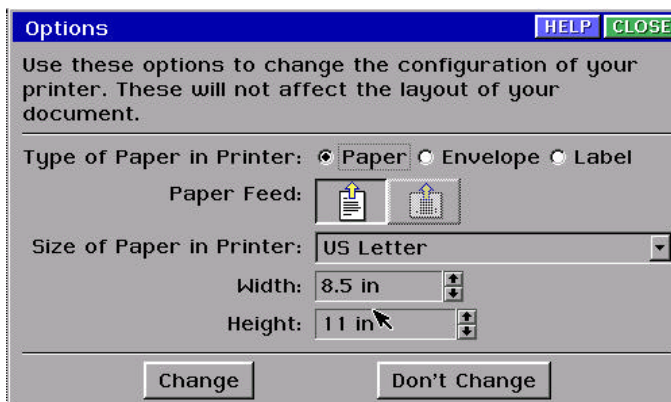 Options HELP CLOSE
Use these options to change the configuration of your
printer. These will not affect the layout of your
document.
Type of Paper in Printer: Paper Envelope Label
Paper Feed:
Size of Paper in Printer: US Letter
Width: 8.5 in
Height: 11 in
Change Don't Change